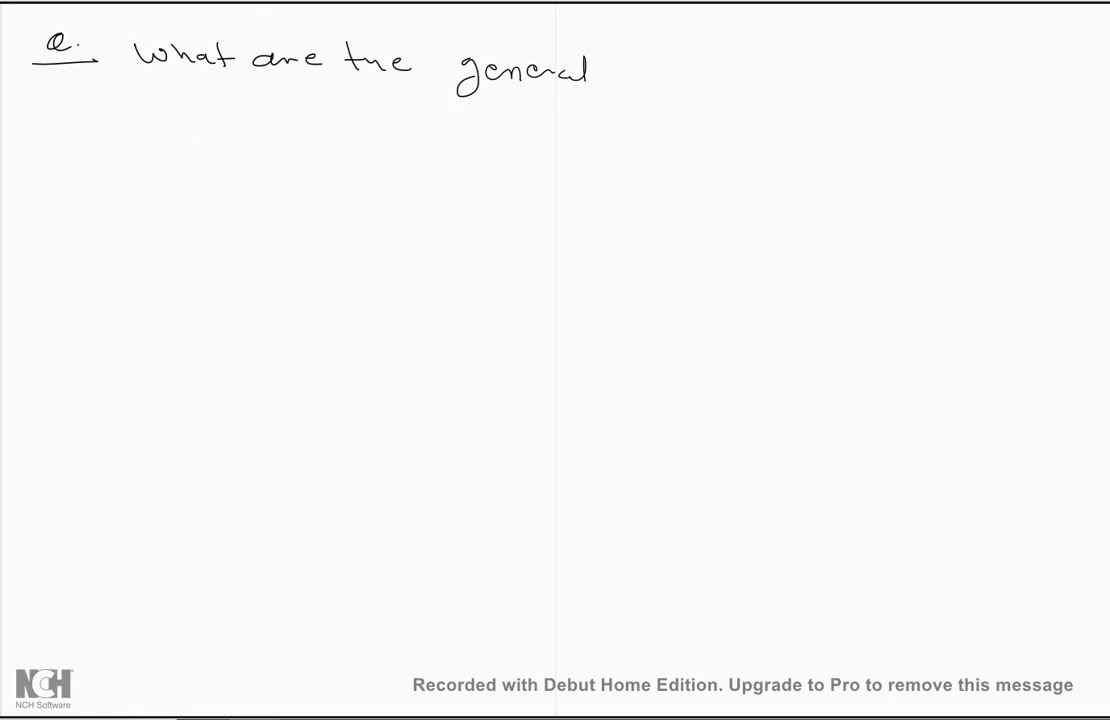 Q. What are the general
NCH
NCH Software
Recorded with Debut Home Edition. Upgrade to Pro to remove this message